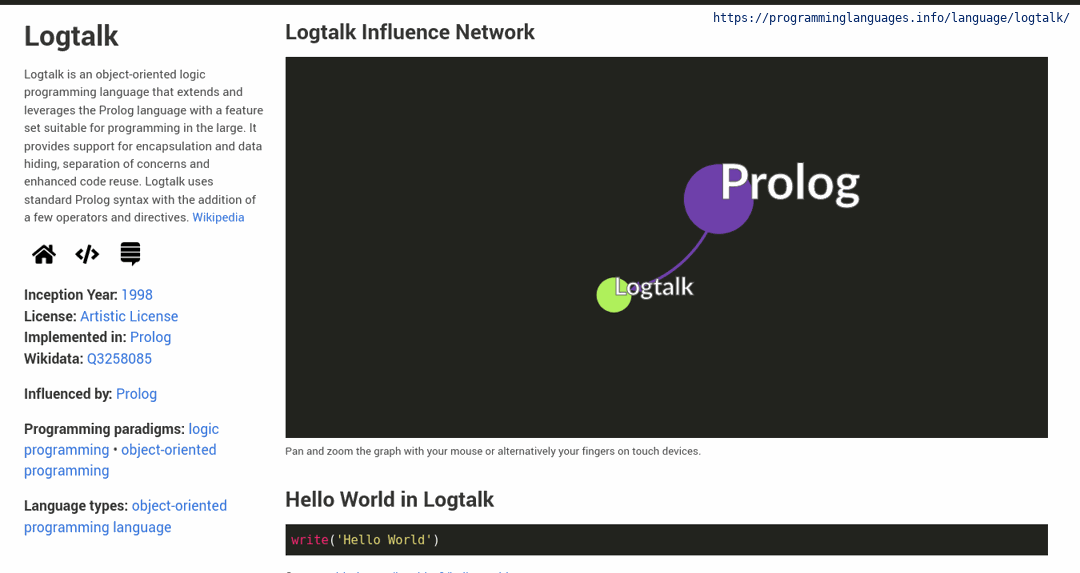 https://programminglanguages.info/language/logtalk/
Logtalk
Logtalk is an object-oriented logic
programming language that extends and
leverages the Prolog language with a feature
set suitable for programming in the large. It
provides support for encapsulation and data
hiding, separation of concerns and
enhanced code reuse. Logtalk uses
standard Prolog syntax with the addition of
a few operators and directives. Wikipedia
Inception Year: 1998
License: Artistic License
Implemented in: Prolog
Wikidata: Q3258085
Influenced by: Prolog
Programming paradigms: logic
programming • object-oriented
programming
Language types: object-oriented
programming language
Logtalk Influence Network
Prolog
Logtalk
Pan and zoom the graph with your mouse or alternatively your fingers on touch devices.
Hello World in Logtalk
write('Hello World')